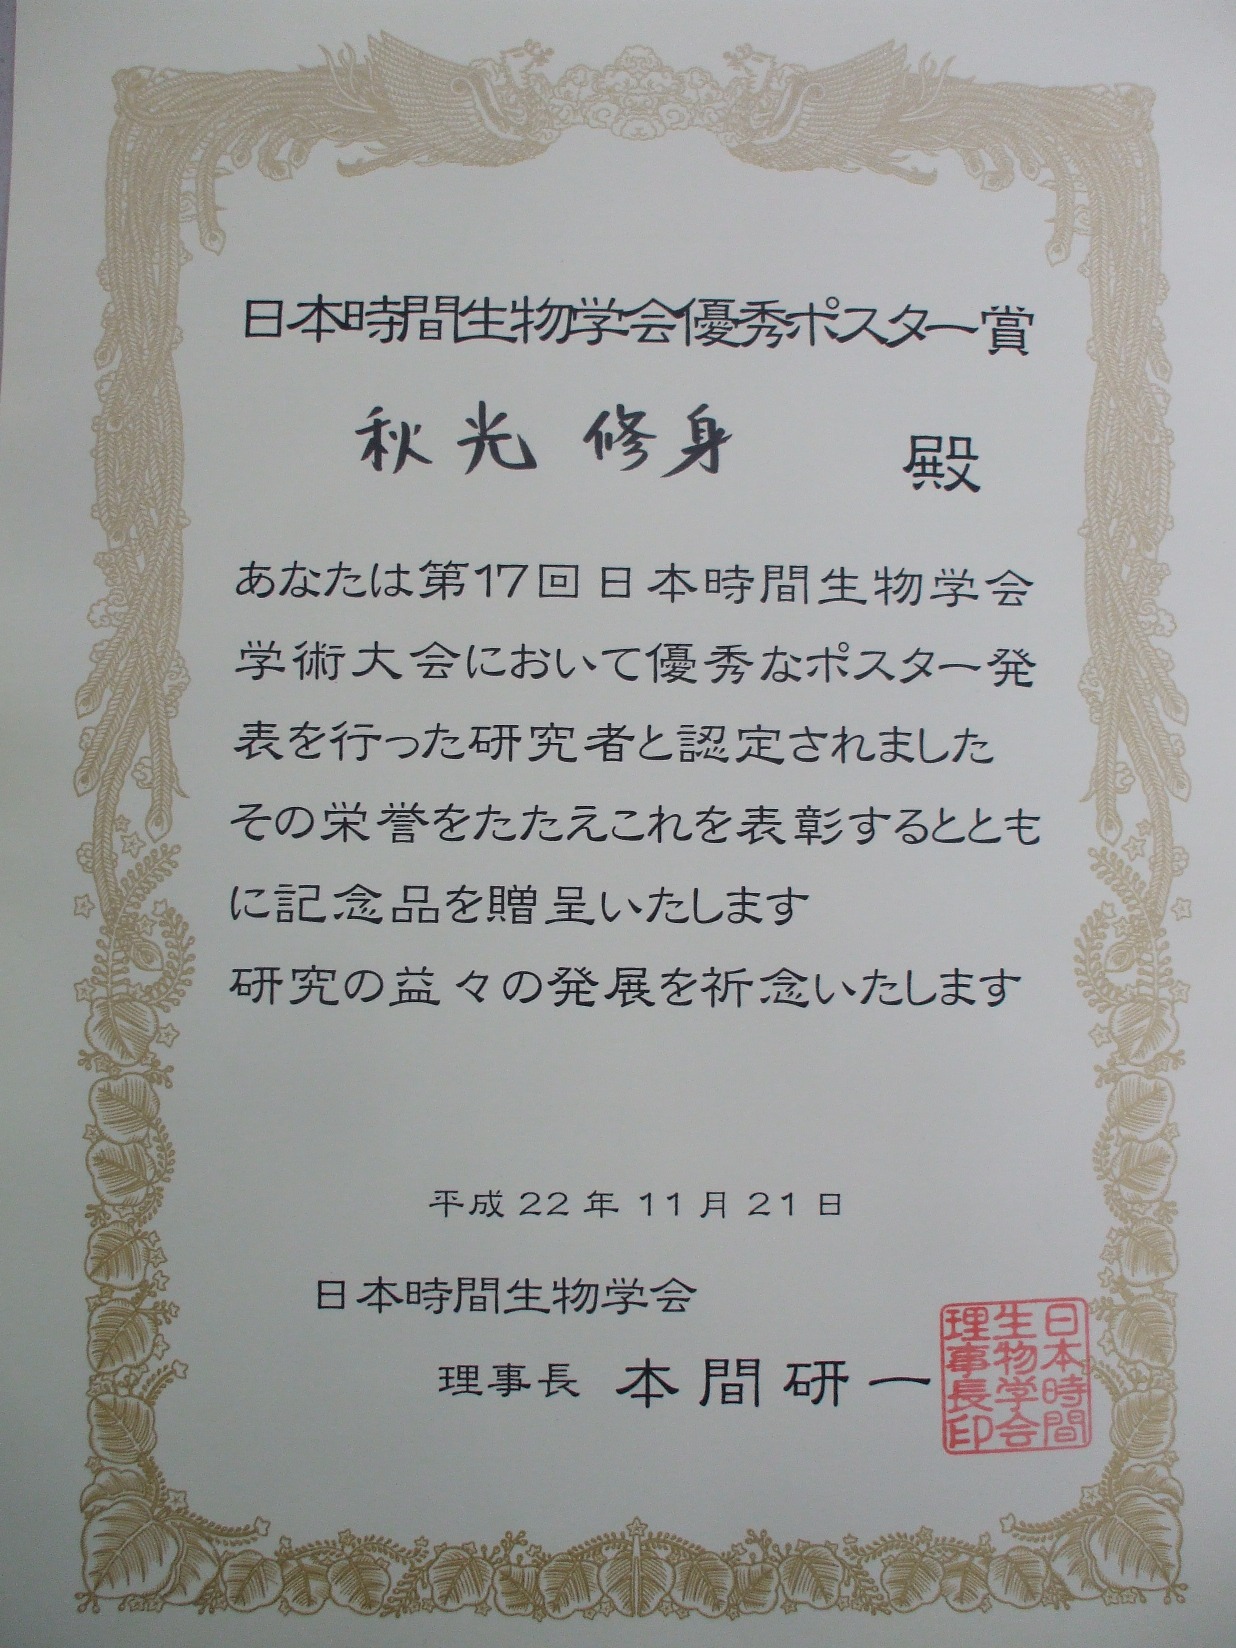 日本時間生物学会優秀ポスター賞
秋光 修身 殿
あなたは第17回日本時間生物学会
学術大会において優秀なポスター発
表を行った研究者と認定されました
その栄誉をたたえこれを表彰するととも
に記念品を贈呈いたします
研究の益々の発展を祈念いたします
平成22年11月21日
日本時間生物学会
理事長 本間研一
日本時間
生物学会
理事長印